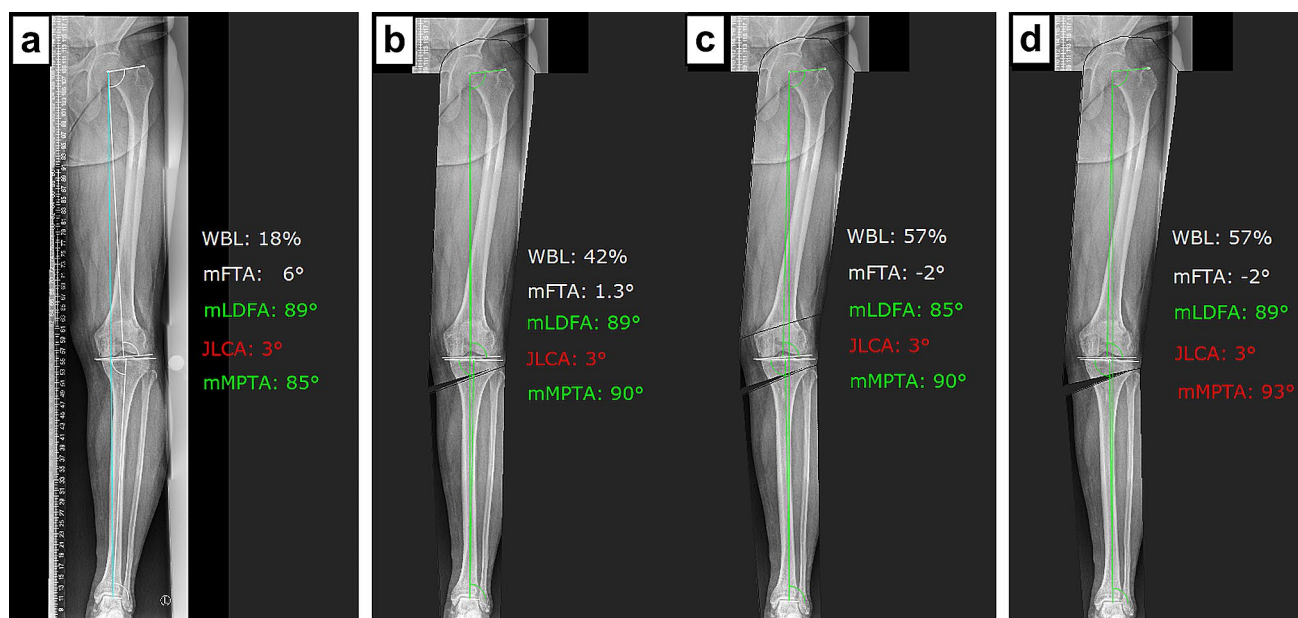 a
WBL: 18%
mFTA: 6°
mLDFA: 89°
JLCA: 3°
mMPTA: 85°
b
WBL: 42%
mFTA: 1.3°
mLDFA: 89°
JLCA: 3°
mMPTA: 90°
c
WBL: 57%
mFTA: -2°
mLDFA: 85°
JLCA: 3°
mMPTA: 90°
d
WBL: 57%
mFTA: -2°
mLDFA: 89°
JLCA: 3°
mMPTA: 93°